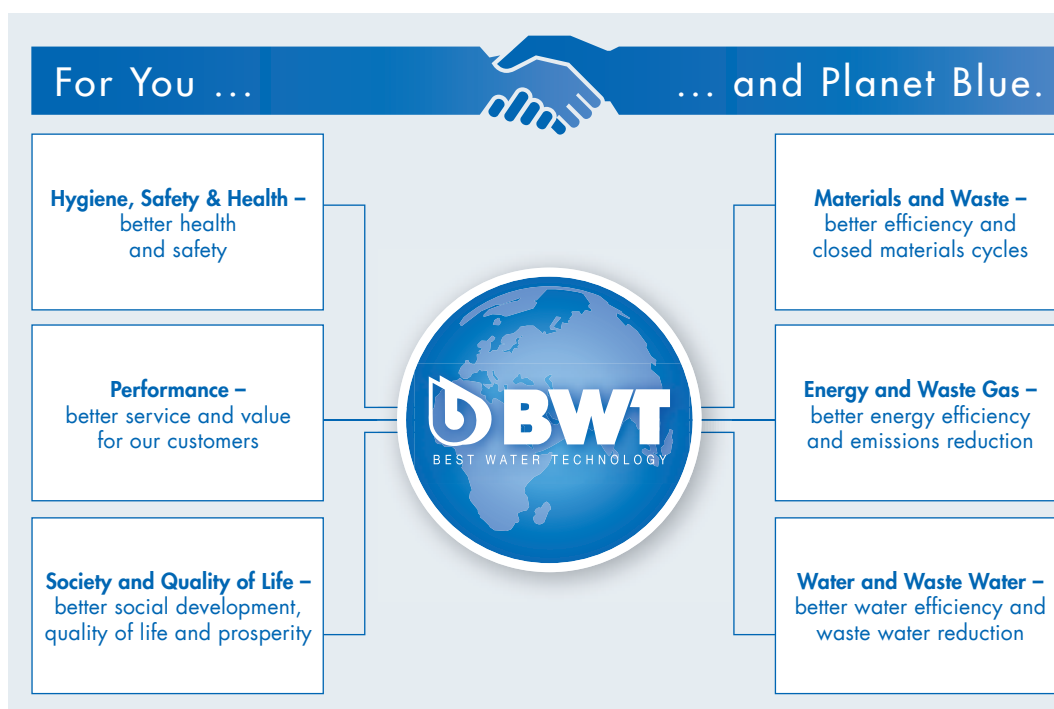 For You ...
... and Planet Blue.
Hygiene, Safety & Health –
better health
and safety
Performance –
better service and value
for our customers
Society and Quality of Life –
better social development,
quality of life and prosperity
BWT
BEST WATER TECHNOLOGY
Materials and Waste –
better efficiency and
closed materials cycles
Energy and Waste Gas –
better energy efficiency
and emissions reduction
Water and Waste Water –
better water efficiency and
waste water reduction